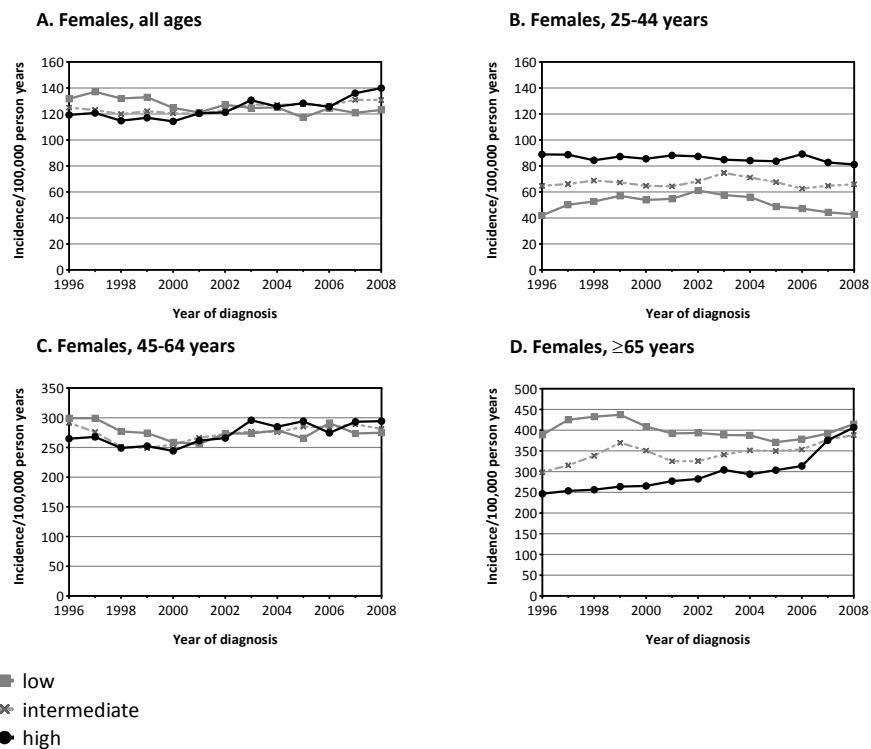 A. Females, all ages
B. Females, 25-44 years
Incidence/100,000 person years
160
140
120
100
80
60
40
20
0
1996 1998 2000 2002 2004 2006 2008
Year of diagnosis
Incidence/100,000 person years
160
140
120
100
80
60
40
20
0
1996 1998 2000 2002 2004 2006 2008
Year of diagnosis
C. Females, 45-64 years
D. Females, ≥65 years
Incidence/100,000 person years
350
300
250
200
150
100
50
0
1996 1998 2000 2002 2004 2006 2008
Year of diagnosis
Incidence/100,000 person years
500
450
400
350
300
250
200
150
100
50
0
1996 1998 2000 2002 2004 2006 2008
Year of diagnosis
low
intermediate
high